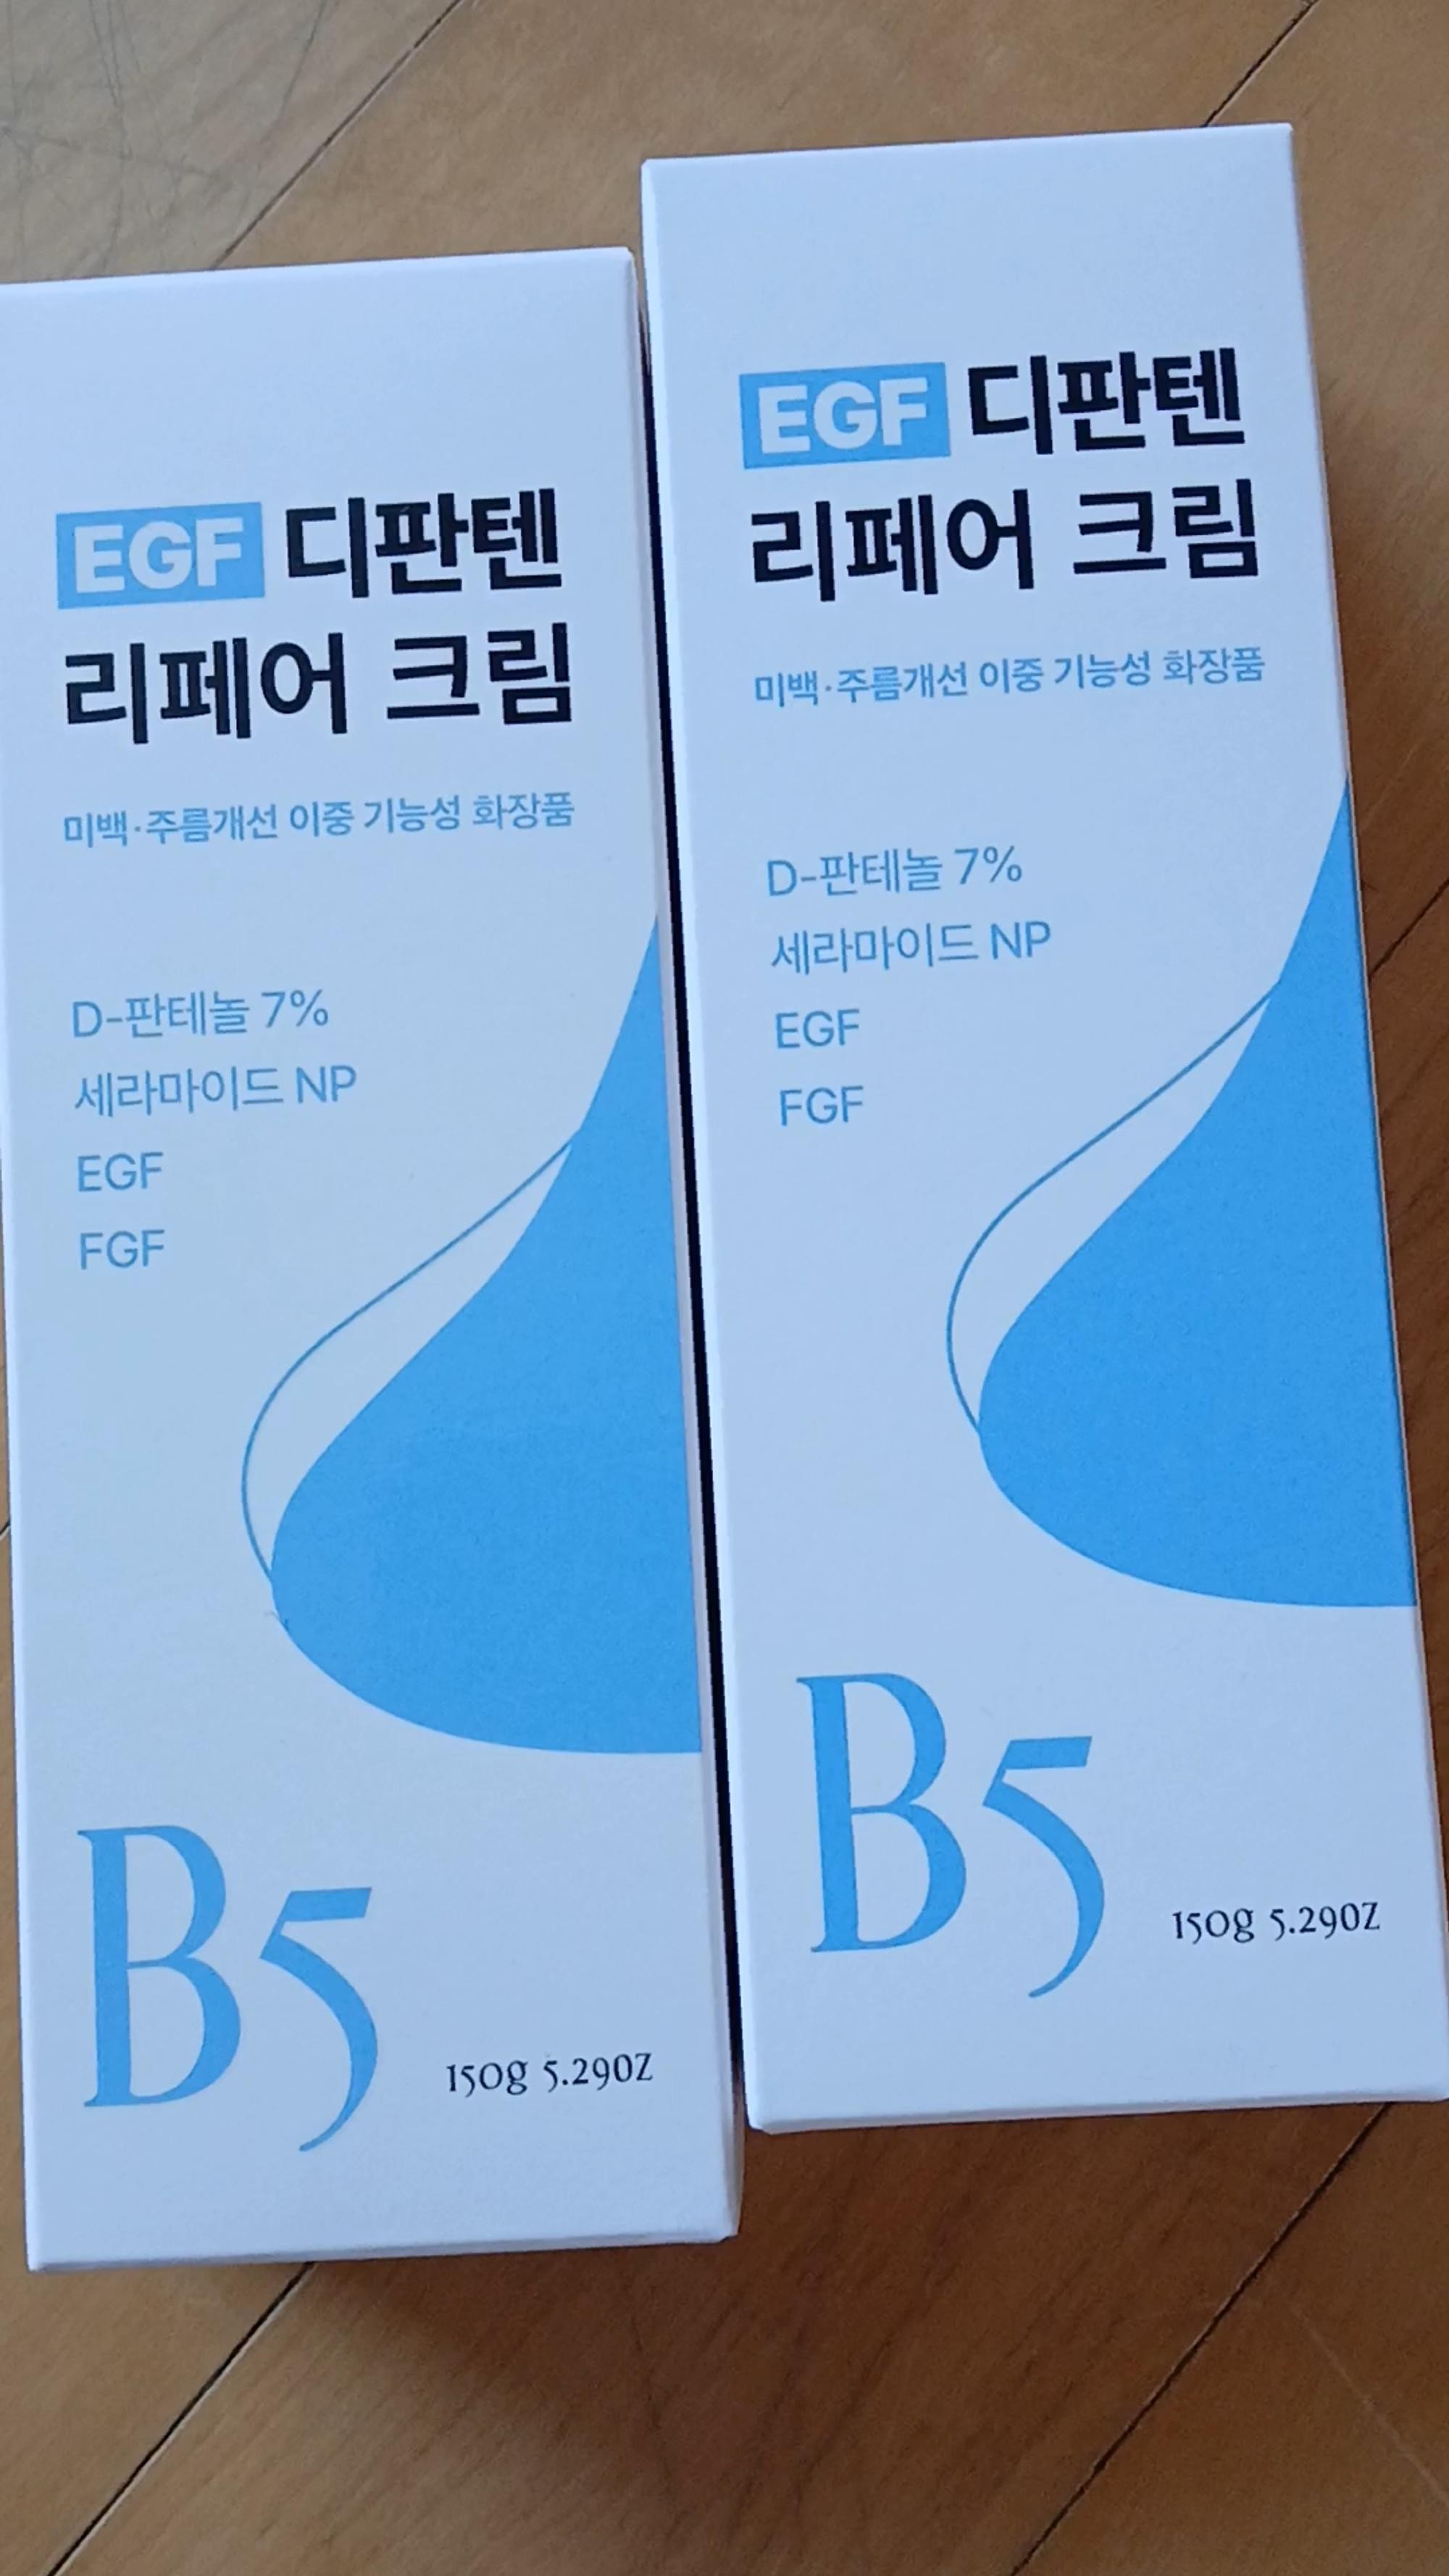 EGF 디판텐
리페어 크림
미백·주름개선 이중 기능성 화장품
D-판테놀 7%
세라마이드 NP
EGF
FGF
B5
150g 5.29OZ
EGF 디판텐
리페어 크림
미백·주름개선 이중 기능성 화장품
D-판테놀 7%
세라마이드 NP
EGF
FGF
B5
150g 5.29OZ